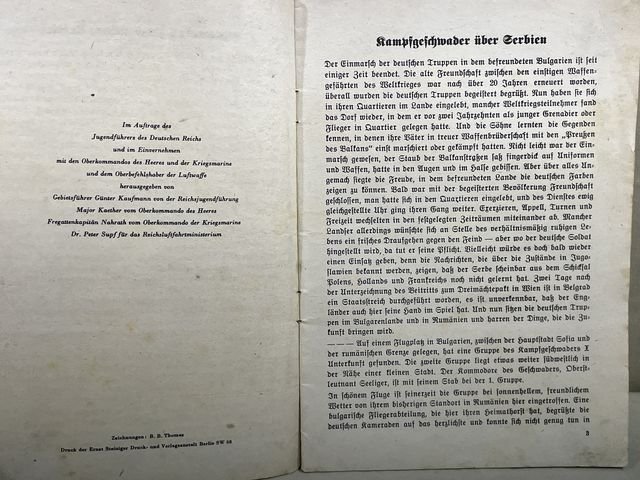 Im Auftrage des
Jugendführers des Deutschen Reichs
und im Einvernehmen
mit den Oberkommandos des Heeres und der Kriegsmarine
und dem Oberbefehlshaber der Luftwaffe
herausgegeben von
Gebietsführer Günter Kaufmann von der Reichsjugendführung
Major Kaether vom Oberkommando des Heeres
Fregattenkapitän Nahrath vom Oberkommando der Kriegsmarine
Dr. Peter Supf für das Reichsluftfahrtministerium
Zeichnungen: B. B. Thomas
Druck der Ernst Steiniger Druck- und Verlagsanstalt Berlin SW 68
Kampfgeschwader über Serbien
Der Einmarsch der deutschen Truppen in dem befreundeten Bulgarien ist seit
einiger Zeit beendet. Die alte Freundschaft zwischen den einstigen Waffen-
gefährten des Weltkrieges war nach über 20 Jahren erneuert worden,
überall wurden die deutschen Truppen begeistert begrüßt. Nun haben sie sich
in ihren Quartieren im Lande eingelebt, mancher Weltkriegsteilnehmer fand
das Dorf wieder, in dem er vor zwei Jahrzehnten als junger Grenadier oder
Flieger in Quartier gelegen hatte. Und die Söhne lernten die Gegenden
kennen, in denen ihre Väter in treuer Waffenbrüderschaft mit den „Preußen
des Balkans“ einst marschiert oder gekämpft hatten. Nicht leicht war der Ein-
marsch gewesen, der Staub der Balkanstraßen saß fingerdick auf Uniformen
und Waffen, hatte in den Augen und im Halse gebissen. Aber über alles Un-
gemach siegte die Freude, in dem befreundeten Lande die deutschen Farben
zeigen zu können. Bald war mit der begeisterten Bevölkerung Freundschaft
geschlossen, man hatte sich in den Quartieren eingelebt, und des Dienstes ewig
gleichgestellte Uhr ging ihren Gang weiter. Exerzieren, Appell, Turnen und
Freizeit wechselten in den festgelegten Zeiträumen miteinander ab. Mancher
Landser allerdings wünschte sich an Stelle des verhältnismäßig ruhigen Le-
bens ein frisches Draufgehen gegen den Feind — aber wo der deutsche Soldat
hingestellt wird, da tut er seine Pflicht. Vielleicht würde es doch bald wieder
einen Einsatz geben, denn die Nachrichten, die über die Zustände in Jugo-
slawien bekannt werden, zeigen, daß der Serbe scheinbar aus dem Schicksal
Polens, Hollands und Frankreichs noch nicht gelernt hat. Zwei Tage nach
der Unterzeichnung des Beitritts zum Dreimächtepakt in Wien ist in Belgrad
ein Staatsstreich durchgeführt worden, es ist unverkennbar, daß der Eng-
länder auch hier seine Hand im Spiel hat. Und nun sitzen die deutschen Trup-
pen im Bulgarenlande und in Rumänien und harren der Dinge, die die Zu-
kunft bringen wird.
— — — Auf einem Flugplatz in Bulgarien, zwischen der Hauptstadt Sofia und
der rumänischen Grenze gelegen, hat eine Gruppe des Kampfgeschwaders X
Unterkunft gefunden. Die zweite Gruppe liegt etwas weiter südwestlich in
der Nähe einer kleinen Stadt. Der Kommodore des Geschwaders, Oberst-
leutnant Seeliger, ist mit seinem Stab bei der 1. Gruppe.
In schönem Fluge ist seinerzeit die Gruppe bei sonnenhellem, freundlichem
Wetter von ihrem bisherigen Standort in Rumänien hier eingetroffen. Eine
bulgarische Fliegerabteilung, die hier ihren Heimathorst hat, begrüßte die
deutschen Kameraden auf das herzlichste und konnte sich nicht genug tun in
3